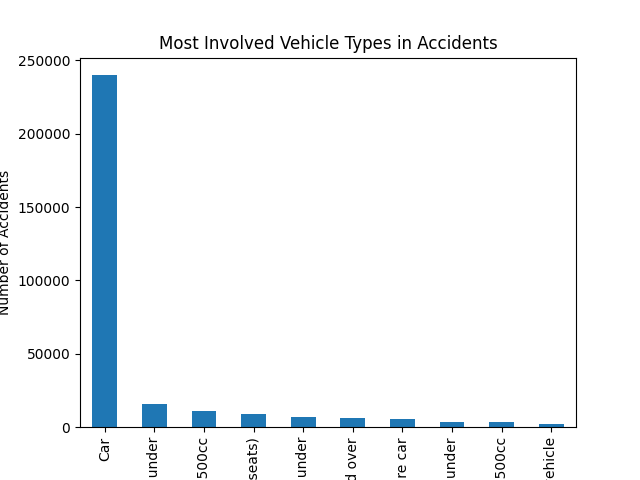 Most Involved Vehicle Types in Accidents
250000
200000
150000
100000
50000
0
Number of Accidents
Car
under
500cc
seats)
under
d over
re car
under
500cc
ehicle